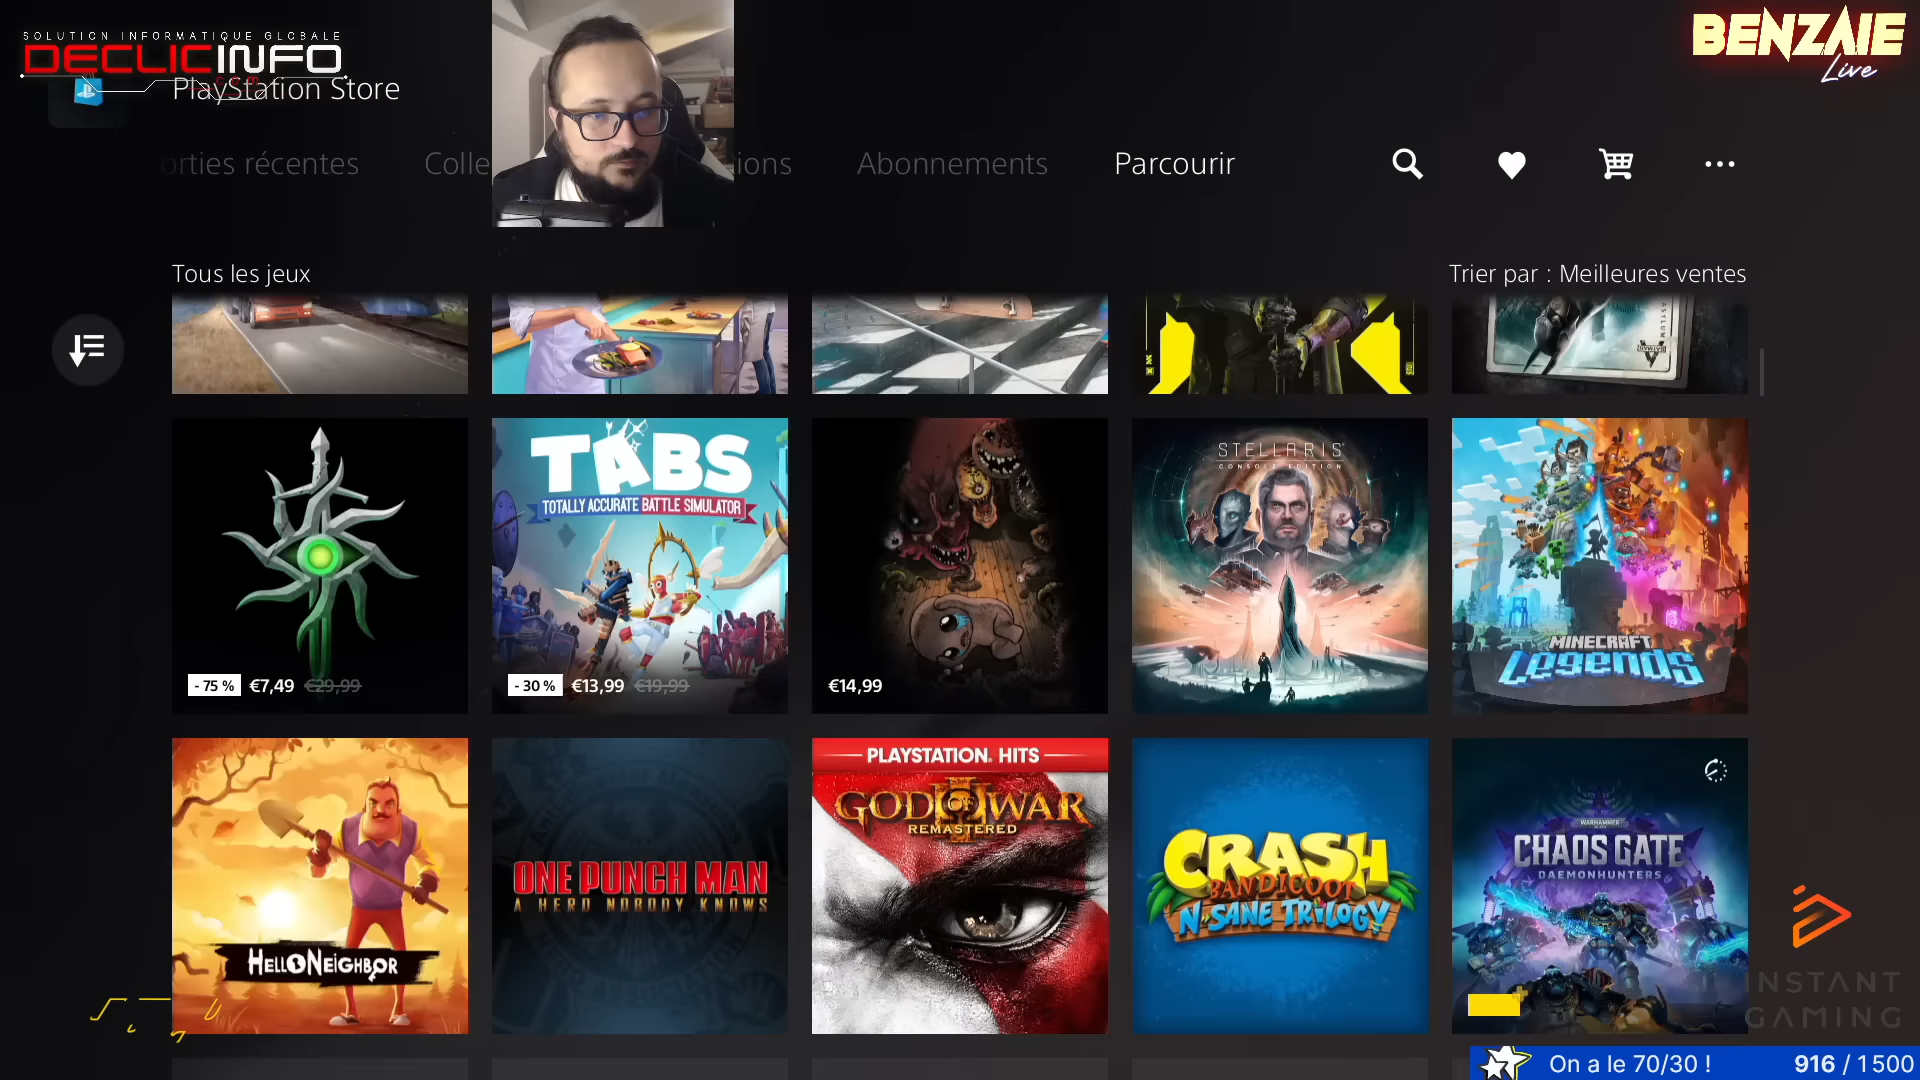 SOLUTION INFORMATIQUE GLOBALE
DECLICINFO
BENZAIE
Live
PlayStation Store
orties récentes
Colle
ions
Abonnements
Parcourir
Tous les jeux
Trier par : Meilleures ventes
- 75 % €7,49 €29,99
TABS
TOTALLY ACCURATE BATTLE SIMULATOR
- 30 % €13,99 €19,99
€14,99
STELLARIS
CONSOLE EDITION
MINECRAFT
Legends
HELLO NEIGHBOR
ONE PUNCH MAN
A HERO NOBODY KNOWS
PLAYSTATION HITS
GOD OF WAR
III
REMASTERED
CRASH
BANDICOOT
N. SANE TRILOGY
WARHAMMER
CHAOS GATE
DAEMONHUNTERS
INSTANT
GAMING
On a le 70/30 !
916 / 1500